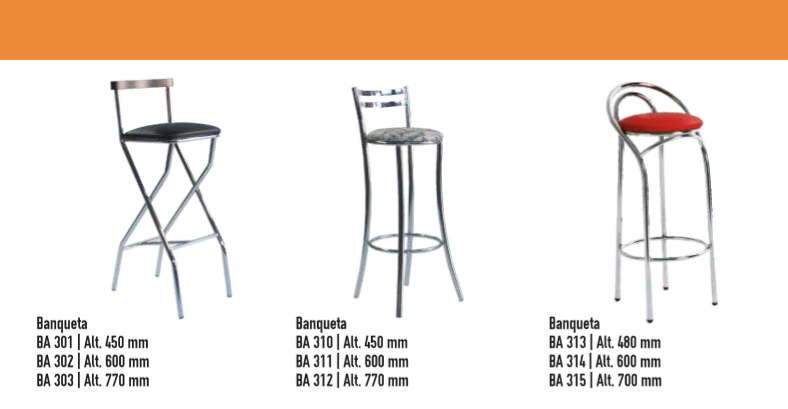 Banqueta
BA 301 | Alt. 450 mm
BA 302 | Alt. 600 mm
BA 303 | Alt. 770 mm
Banqueta
BA 310 | Alt. 450 mm
BA 311 | Alt. 600 mm
BA 312 | Alt. 770 mm
Banqueta
BA 313 | Alt. 480 mm
BA 314 | Alt. 600 mm
BA 315 | Alt. 700 mm